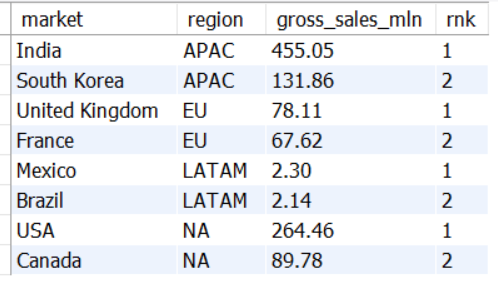 market region gross_sales_mln rnk
India APAC 455.05 1
South Korea APAC 131.86 2
United Kingdom EU 78.11 1
France EU 67.62 2
Mexico LATAM 2.30 1
Brazil LATAM 2.14 2
USA NA 264.46 1
Canada NA 89.78 2